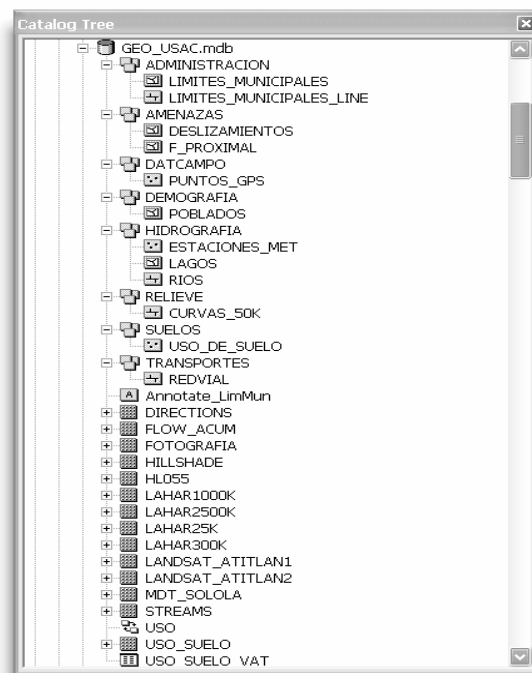 Catalog Tree
GEO_USAC.mdb
ADMINISTRACION
LIMITES_MUNICIPALES
LIMITES_MUNICIPALES_LINE
AMENAZAS
DESLIZAMIENTOS
F_PROXIMAL
DATCAMPO
PUNTOS_GPS
DEMOGRAFIA
POBLADOS
HIDROGRAFIA
ESTACIONES_MET
LAGOS
RIOS
RELIEVE
CURVAS_50K
SUELOS
USO_DE_SUELO
TRANSPORTES
REDVIAL
Annotate_LimMun
DIRECTIONS
FLOW_ACUM
FOTOGRAFIA
HILLSHADE
HL055
LAHAR1000K
LAHAR2500K
LAHAR25K
LAHAR300K
LANDSAT_ATITLAN1
LANDSAT_ATITLAN2
MDT_SOLOLA
STREAMS
USO
USO_SUELO
USO_SUELO_VAT